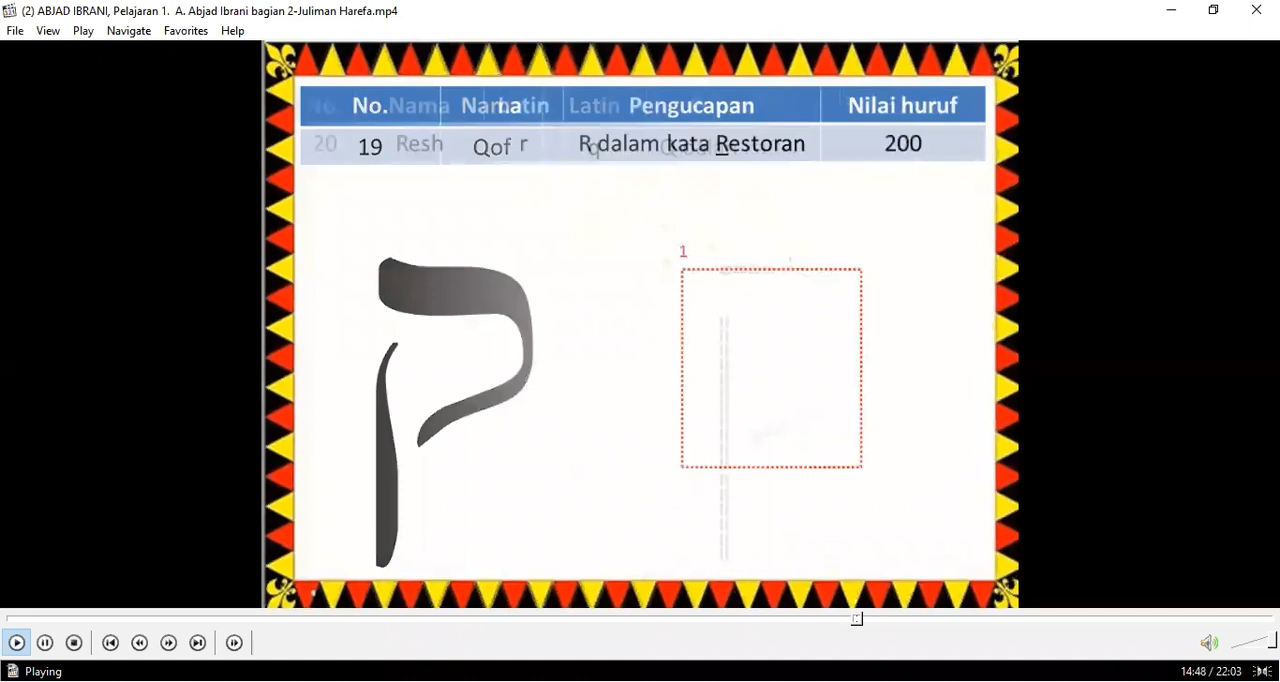 (2) ABJAD IBRANI, Pelajaran 1. A. Abjad Ibrani bagian 2-Juliman Harefa.mp4
File View Play Navigate Favorites Help
No. Nama Latin Pengucapan Nilai huruf
20 Resh r R dalam kata Restoran 200
19 Qof q
ק
1
Playing
14:48 / 22:03